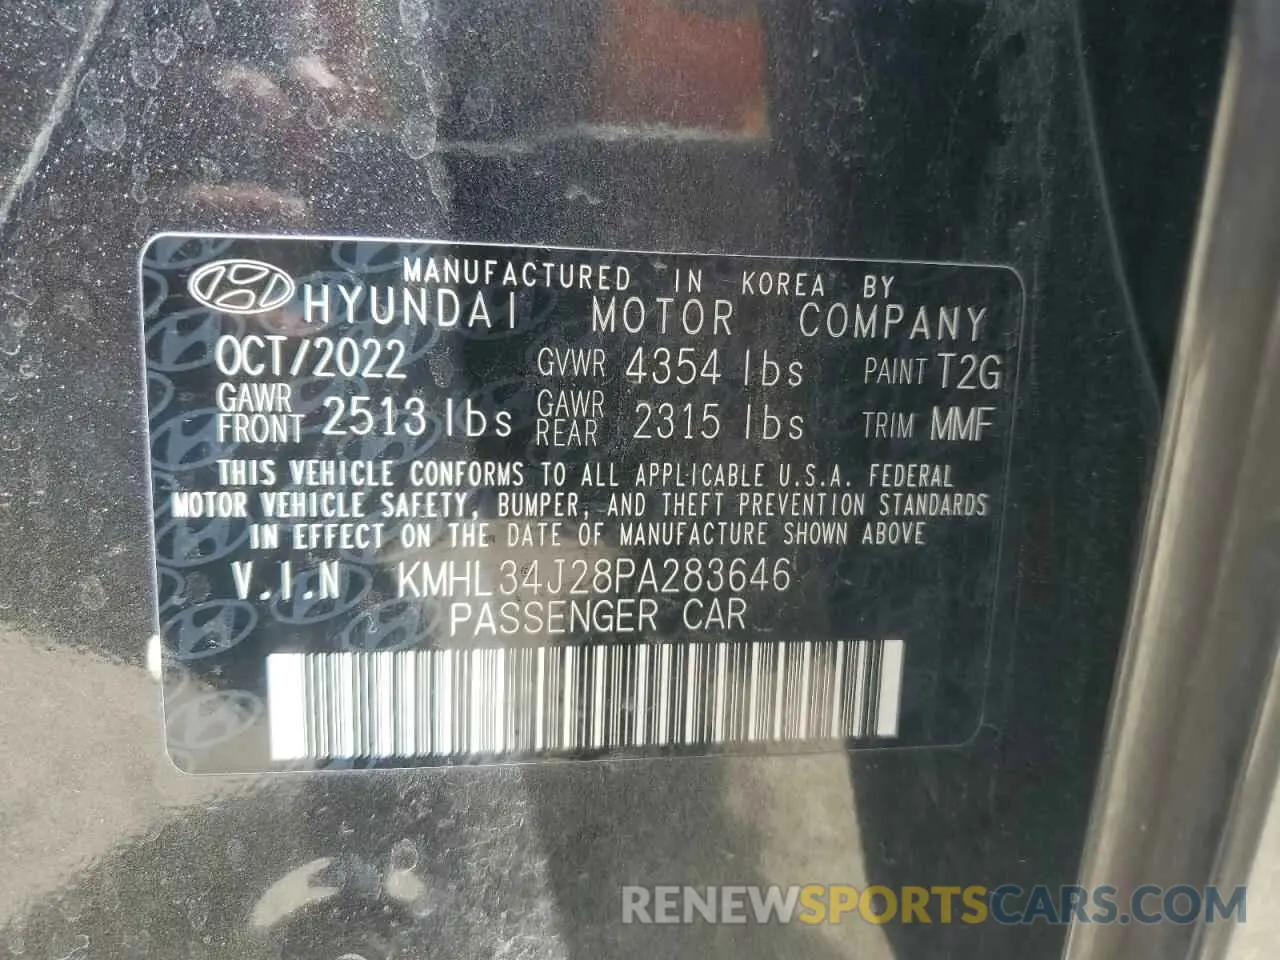 MANUFACTURED IN KOREA BY
HYUNDAI MOTOR COMPANY
OCT/2022 GVWR 4354 lbs PAINT T2G
GAWR FRONT 2513 lbs GAWR REAR 2315 lbs TRIM MMF
THIS VEHICLE CONFORMS TO ALL APPLICABLE U.S.A. FEDERAL
MOTOR VEHICLE SAFETY, BUMPER, AND THEFT PREVENTION STANDARDS
IN EFFECT ON THE DATE OF MANUFACTURE SHOWN ABOVE
V.I.N KMHL34J28PA283646
PASSENGER CAR
RENEWSPORTSCARS.COM